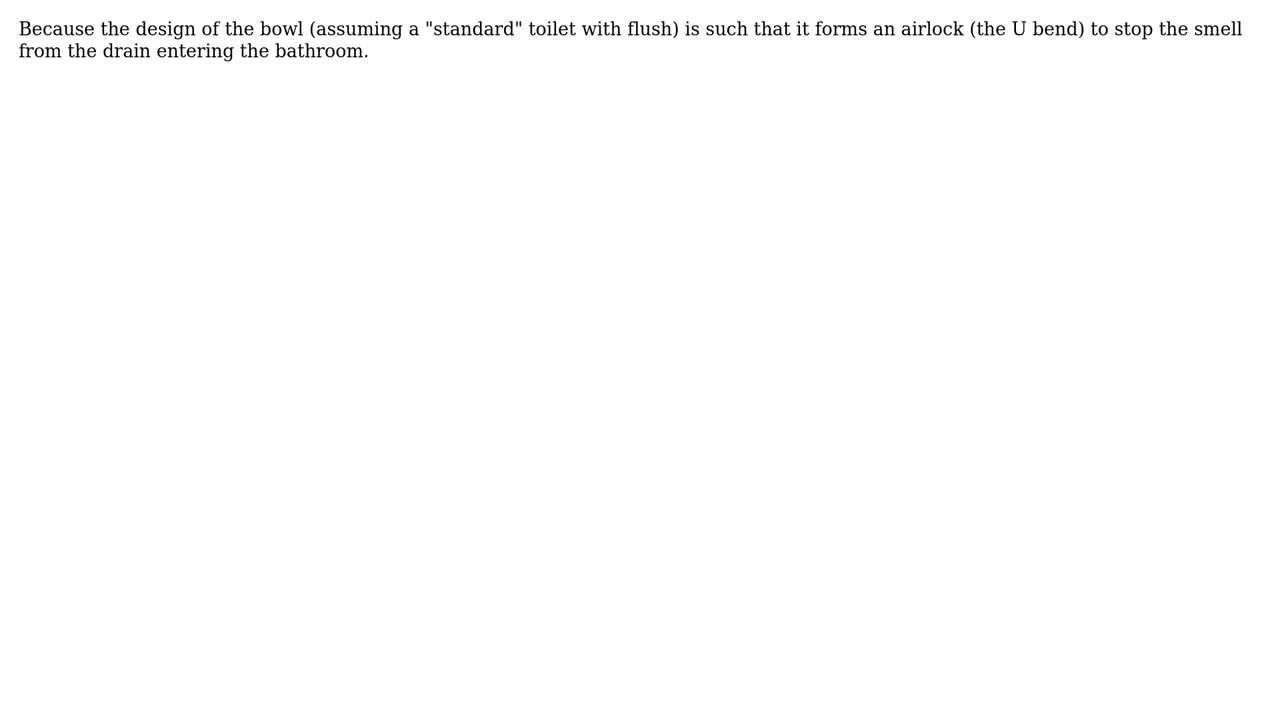 Because the design of the bowl (assuming a "standard" toilet with flush) is such that it forms an airlock (the U bend) to stop the smell
from the drain entering the bathroom.